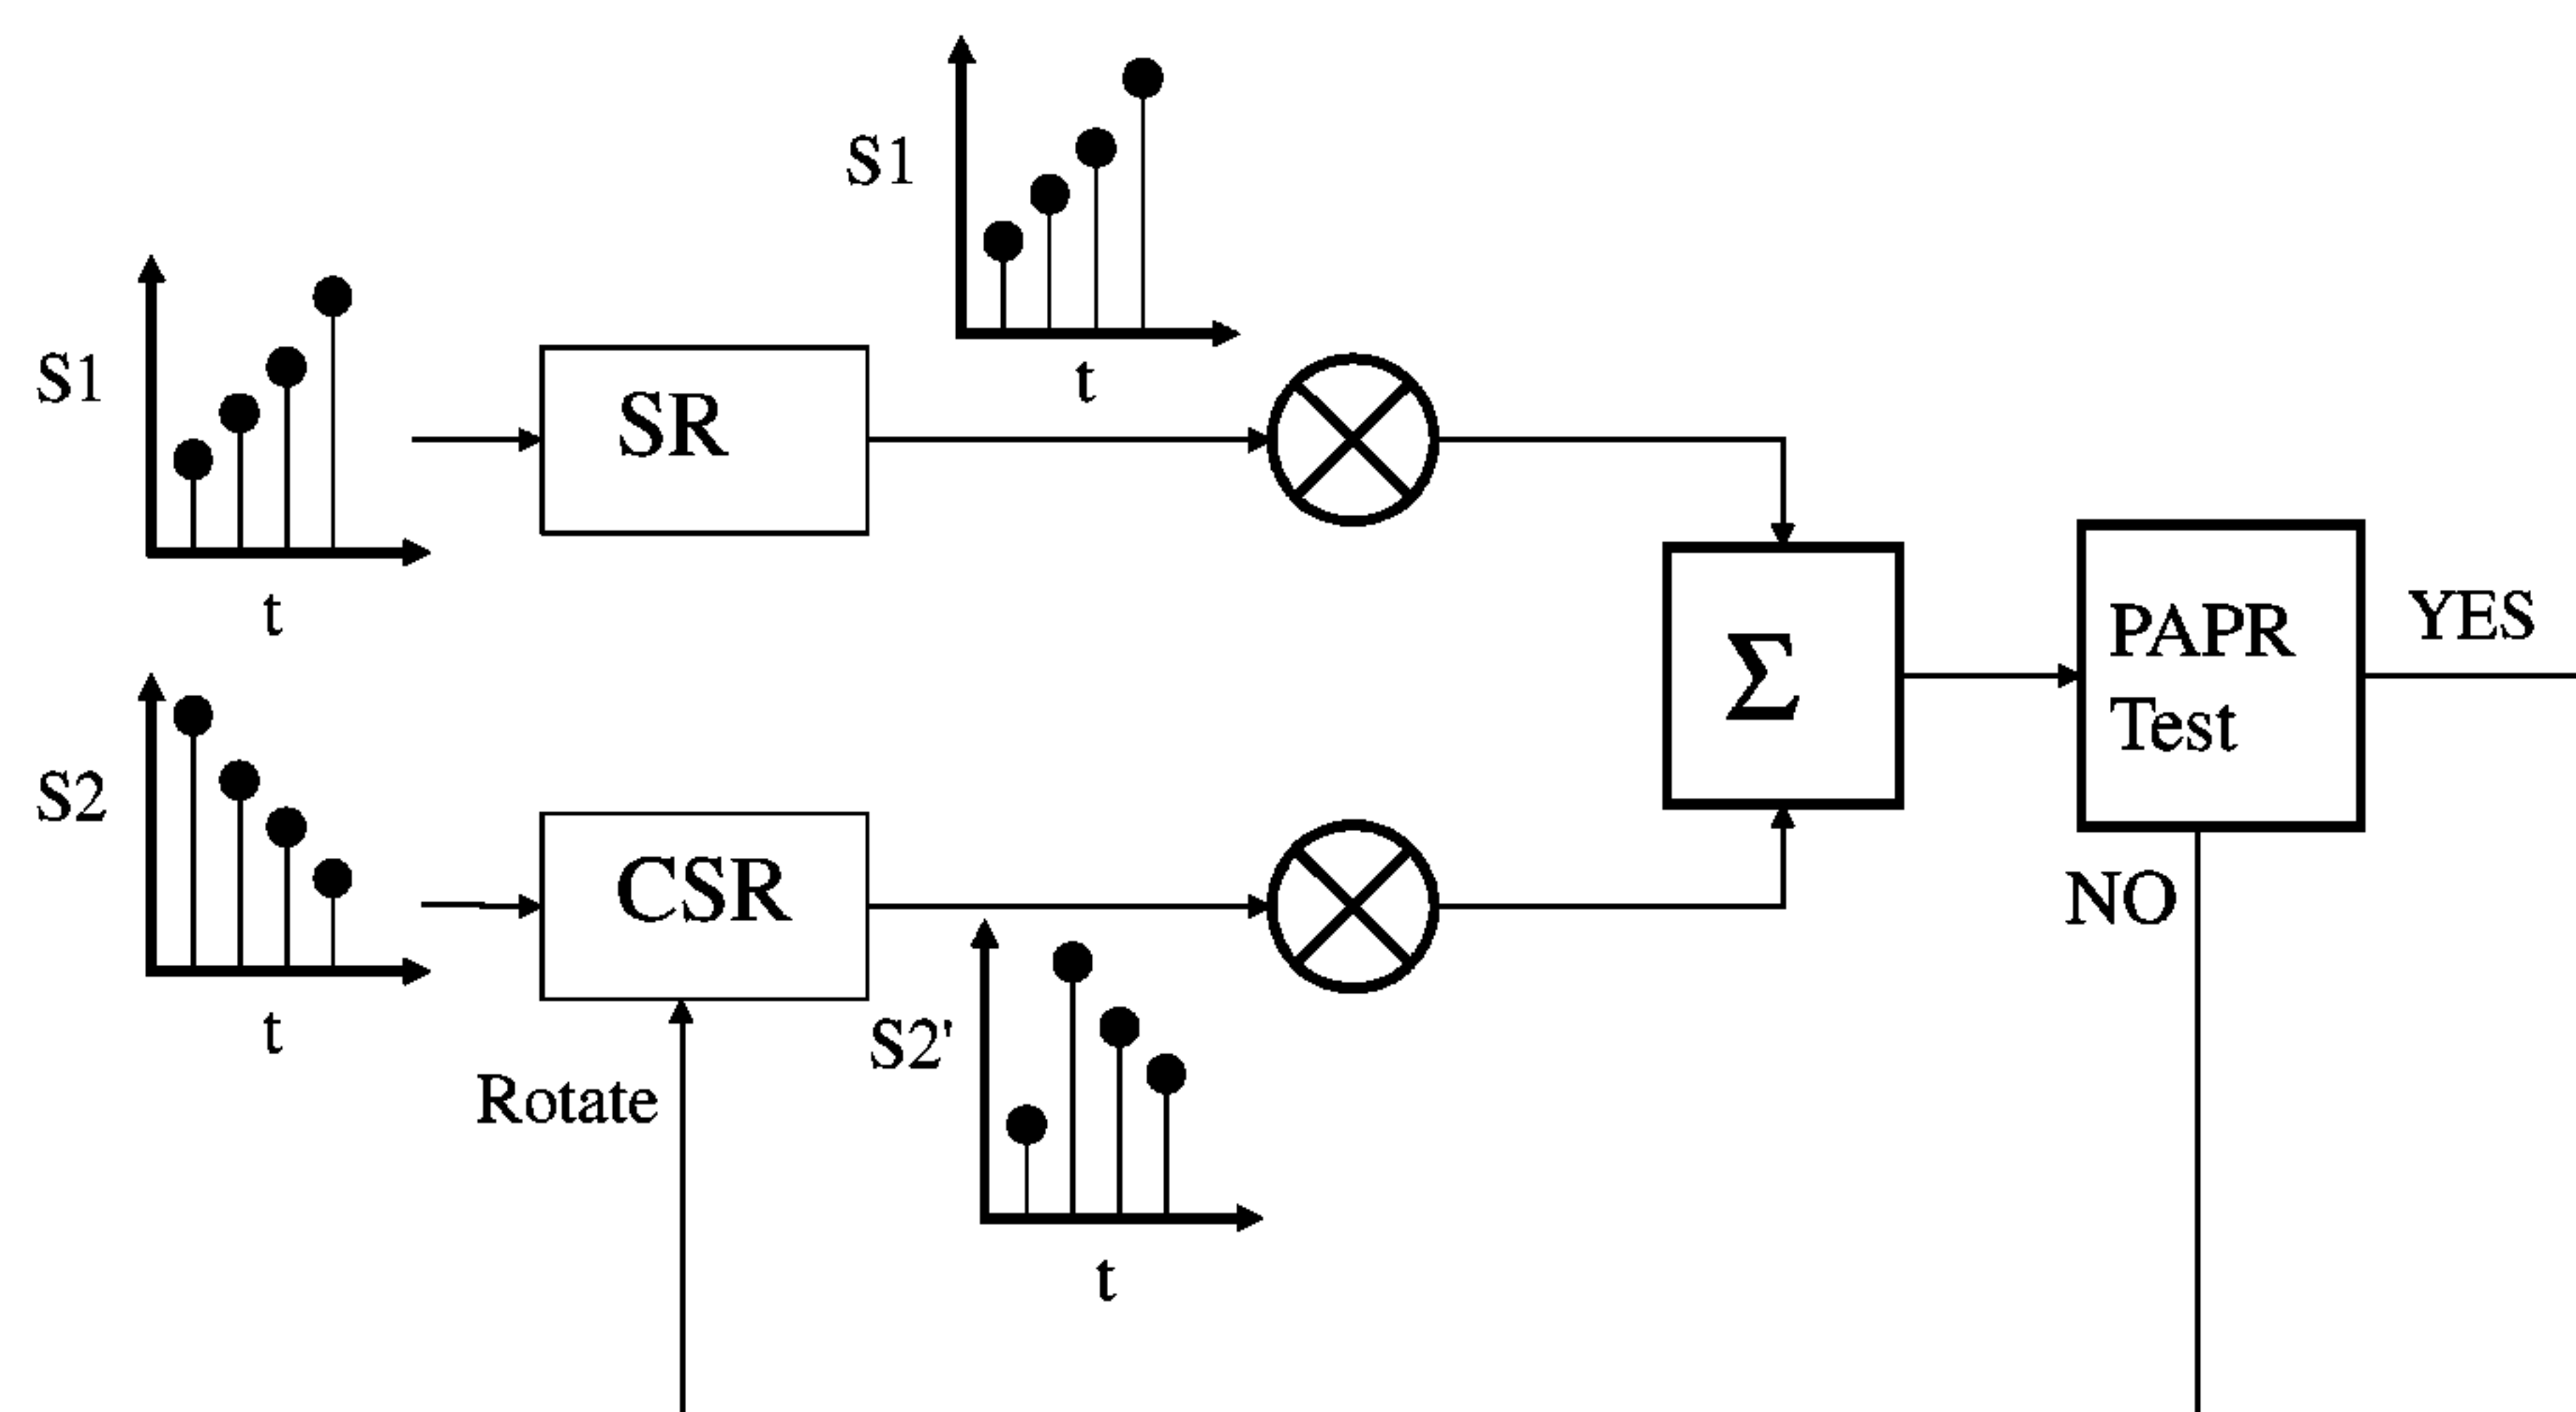 S1
t
S1
t
SR
S2
t
CSR
Rotate
S2'
t
Σ
PAPR
Test
YES
NO